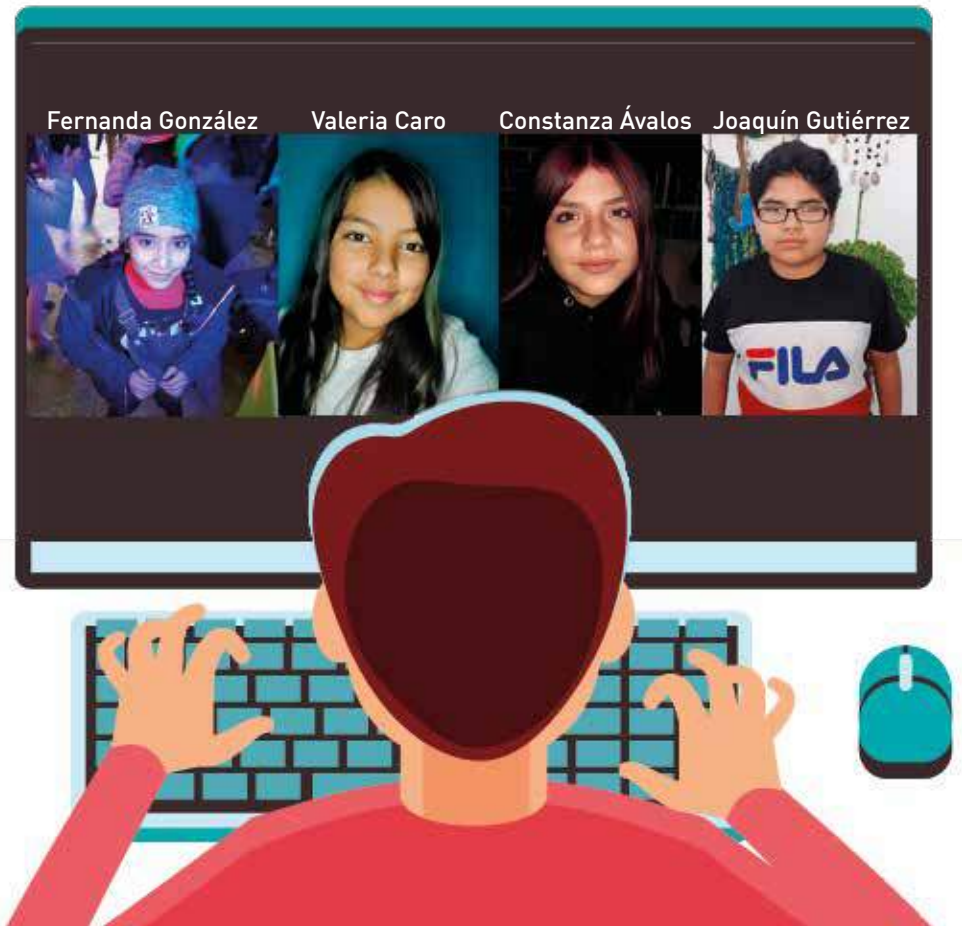 Fernanda González
Valeria Caro
Constanza Ávalos
Joaquín Gutiérrez
FILA